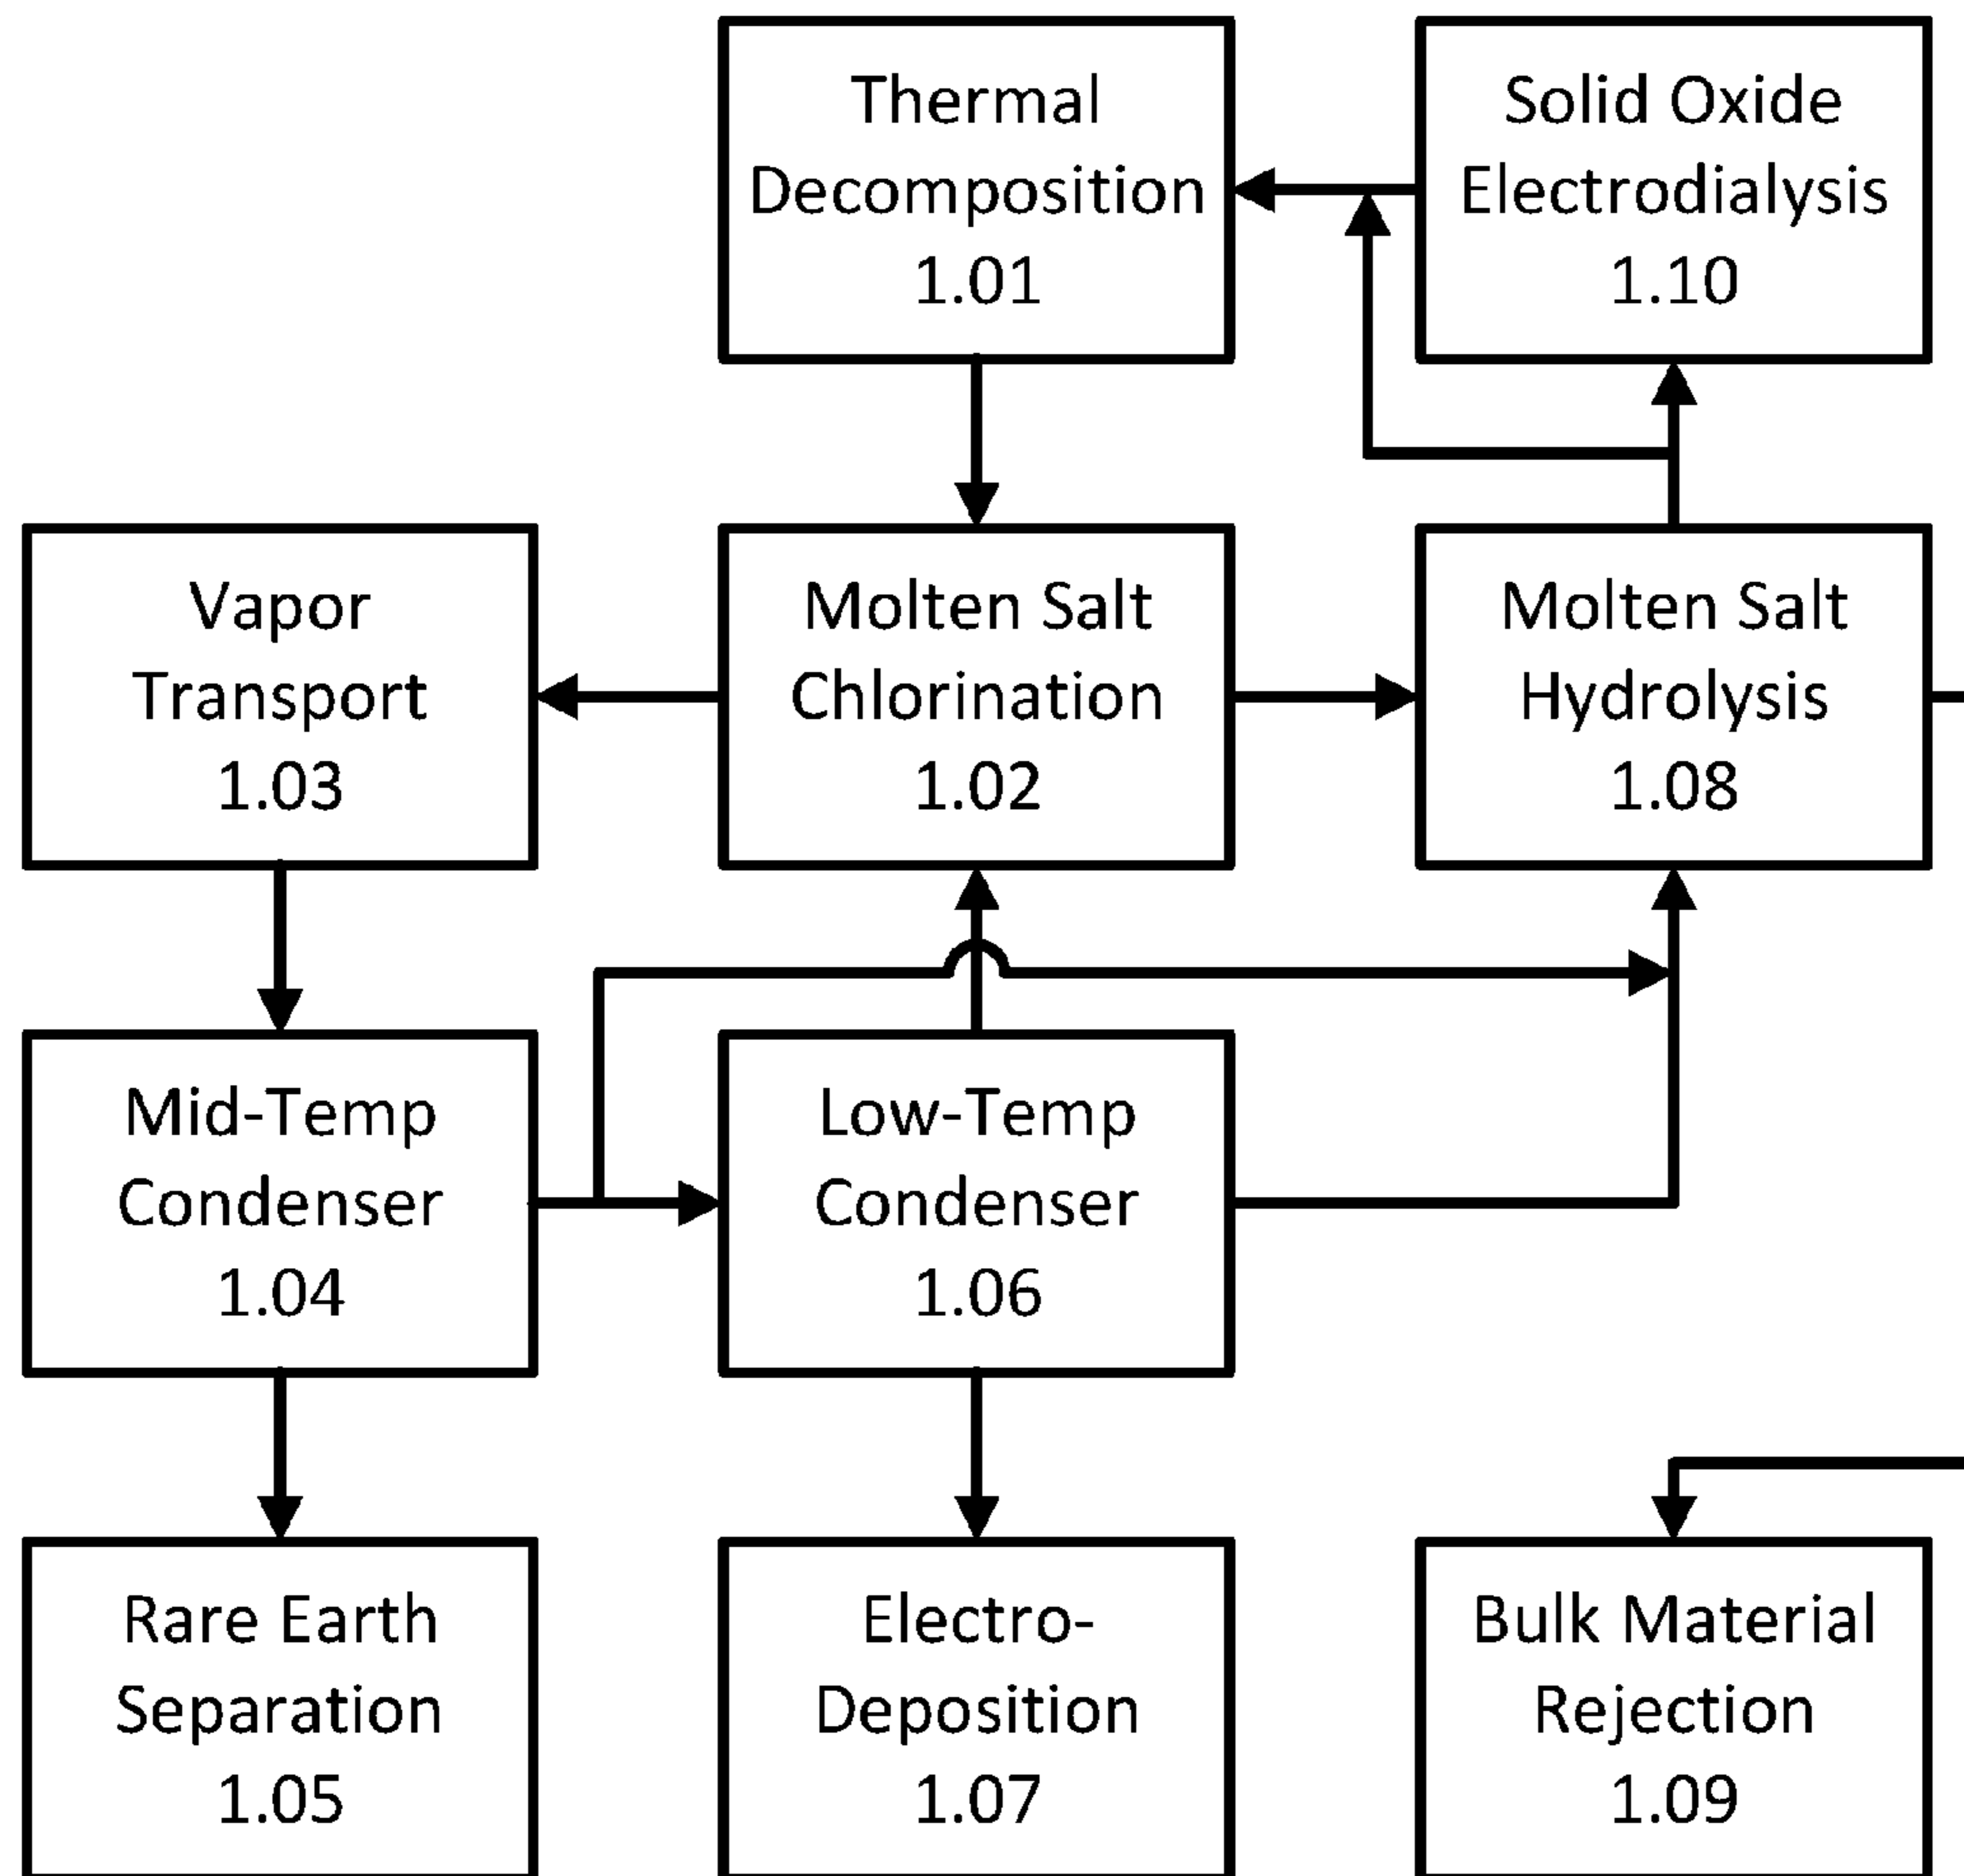 Thermal
Decomposition
1.01
Solid Oxide
Electrodialysis
1.10
Vapor
Transport
1.03
Molten Salt
Chlorination
1.02
Molten Salt
Hydrolysis
1.08
Mid-Temp
Condenser
1.04
Low-Temp
Condenser
1.06
Rare Earth
Separation
1.05
Electro-
Deposition
1.07
Bulk Material
Rejection
1.09